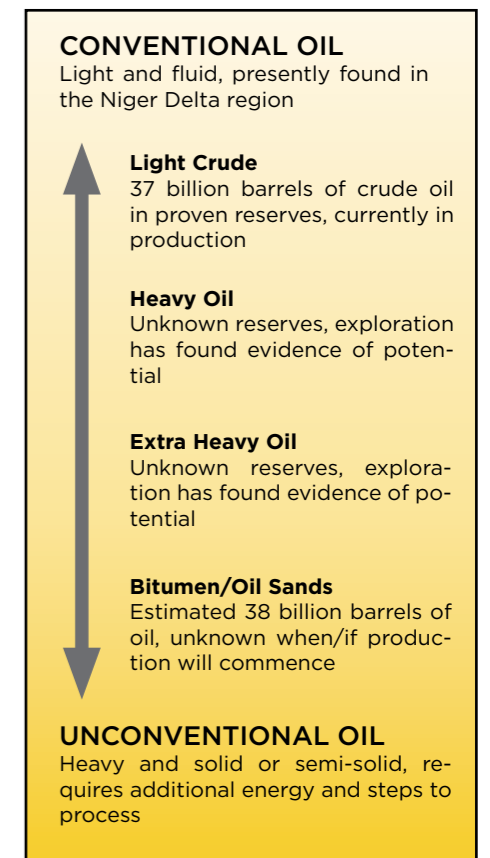 CONVENTIONAL OIL
Light and fluid, presently found in
the Niger Delta region
Light Crude
37 billion barrels of crude oil
in proven reserves, currently in
production
Heavy Oil
Unknown reserves, exploration
has found evidence of poten-
tial
Extra Heavy Oil
Unknown reserves, explora-
tion has found evidence of po-
tential
Bitumen/Oil Sands
Estimated 38 billion barrels of
oil, unknown when/if produc-
tion will commence
UNCONVENTIONAL OIL
Heavy and solid or semi-solid, re-
quires additional energy and steps to
process